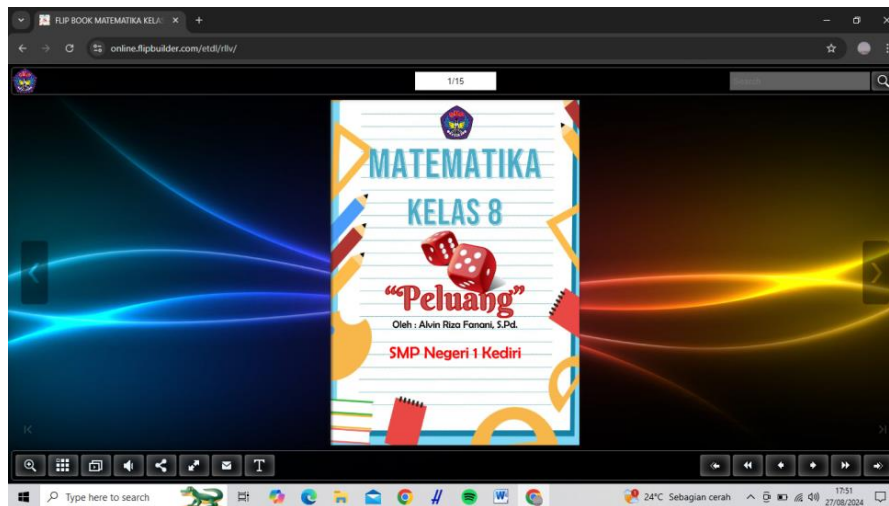 FLIP BOOK MATEMATIKA KELA
online.flipbuilder.com/etdl/rllv/
1/15
Search
MATEMATIKA
KELAS 8
“Peluang”
Oleh : Alvin Riza Fanani, S.Pd.
SMP Negeri 1 Kediri
T
Type here to search
24°C Sebagian cerah
17:51
27/08/2024